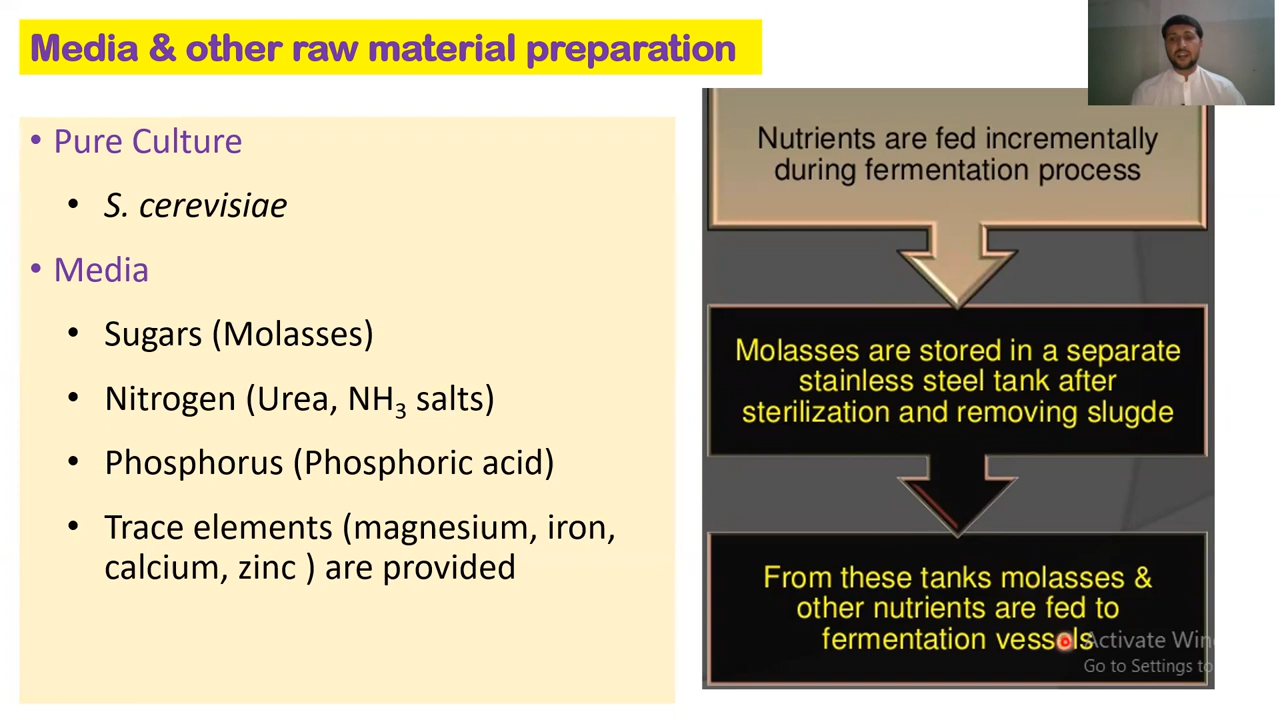 Media & other raw material preparation
• Pure Culture
• S. cerevisiae
• Media
• Sugars (Molasses)
• Nitrogen (Urea, NH₃ salts)
• Phosphorus (Phosphoric acid)
• Trace elements (magnesium, iron,
calcium, zinc ) are provided
Nutrients are fed incrementally
during fermentation process
Molasses are stored in a separate
stainless steel tank after
sterilization and removing slugde
From these tanks molasses &
other nutrients are fed to
fermentation vessels
Activate Win
Go to Settings to